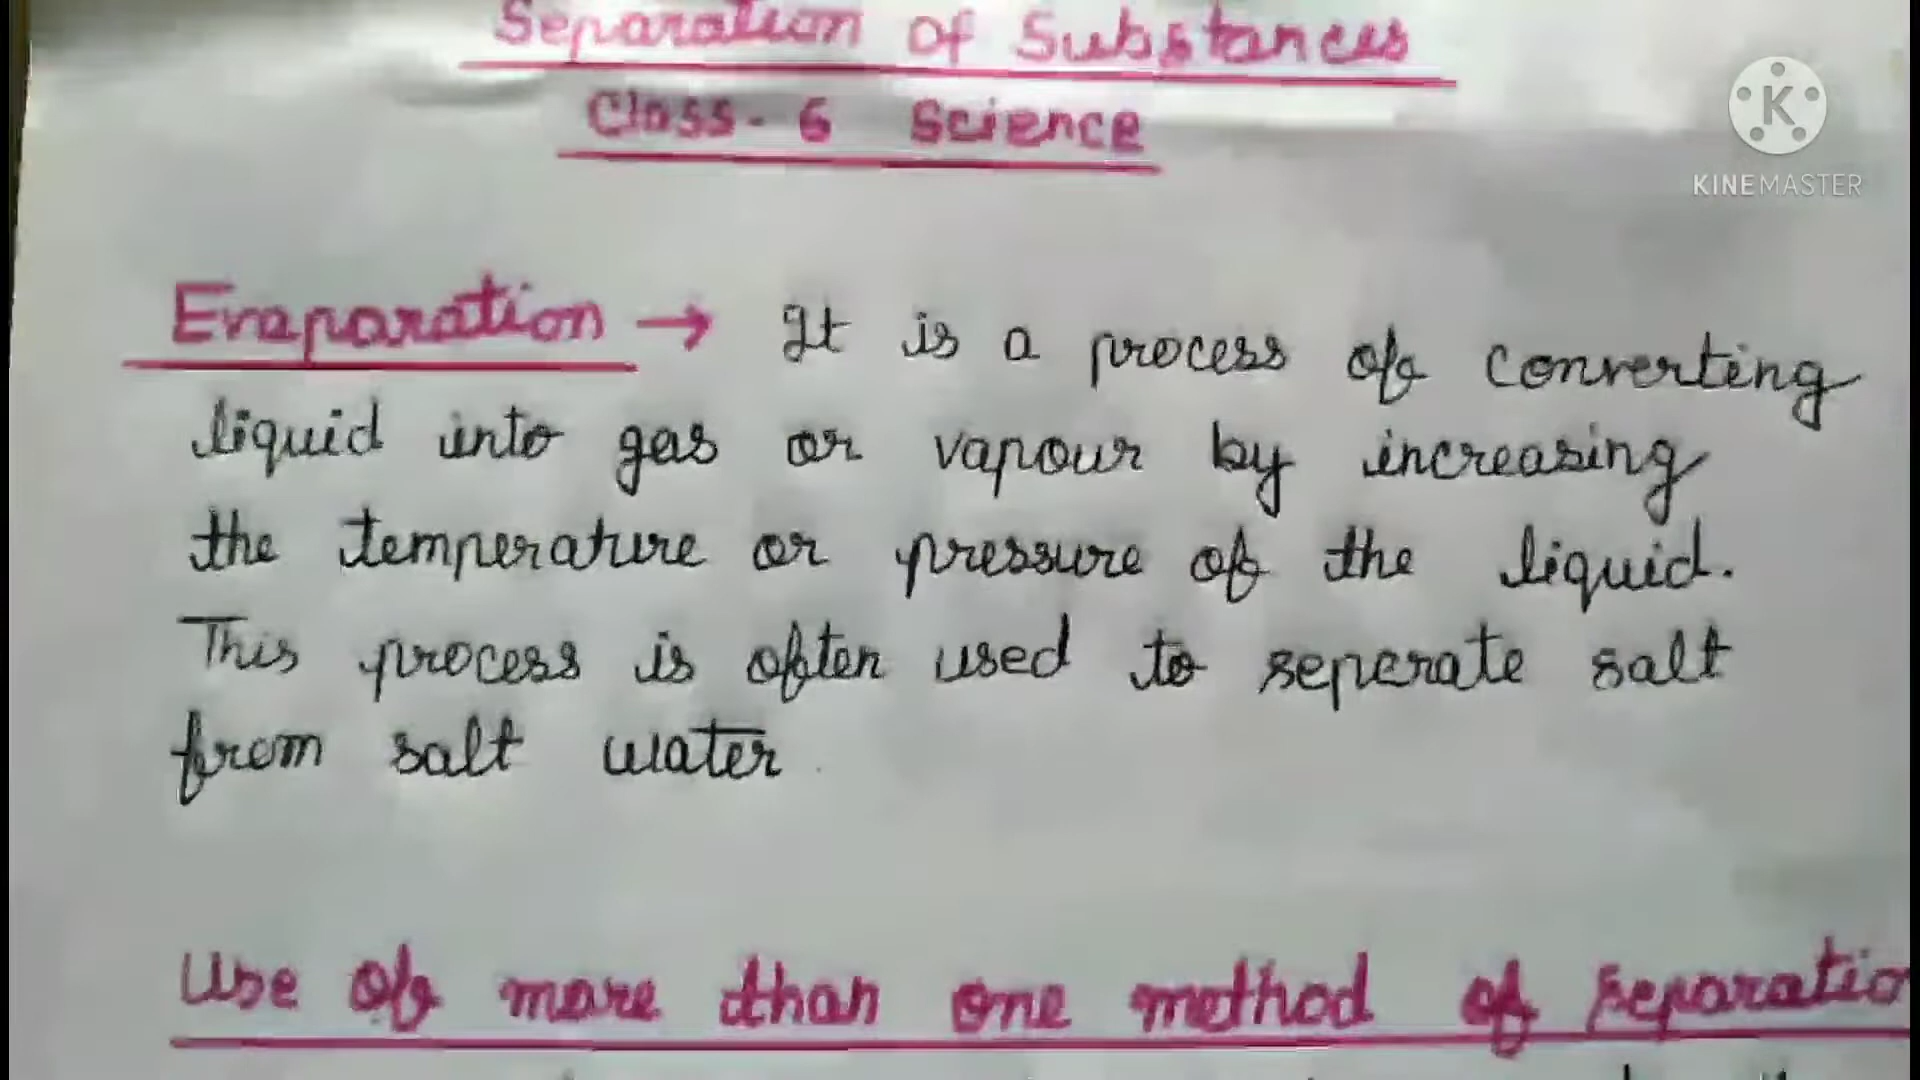 Separation of Substances
Class - 6 Science
K
KINEMASTER
Evaparation → It is a process of converting
liquid into gas or vapour by increasing
the temperature or pressure of the liquid.
This process is often used to seperate salt
from salt water
Use of more than one method of separatio